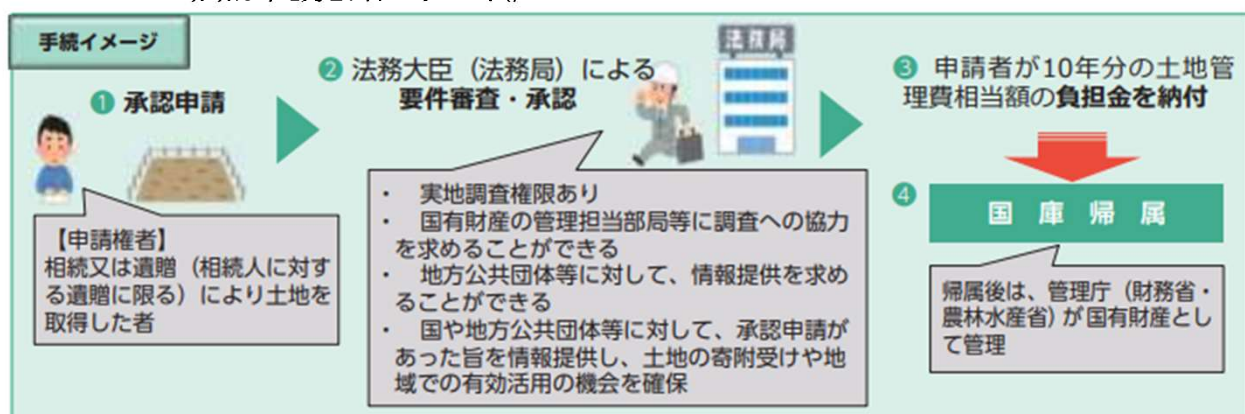 手続イメージ
❶ 承認申請
【申請権者】
相続又は遺贈（相続人に対す
る遺贈に限る）により土地を
取得した者
❷ 法務大臣（法務局）による
要件審査・承認
法務局
・ 実地調査権限あり
・ 国有財産の管理担当部局等に調査への協力
を求めることができる
・ 地方公共団体等に対して、情報提供を求め
ることができる
・ 国や地方公共団体等に対して、承認申請が
あった旨を情報提供し、土地の寄附受けや地
域での有効活用の機会を確保
❸ 申請者が10年分の土地管
理費相当額の負担金を納付
❹ 国庫帰属
帰属後は、管理庁（財務省・
農林水産省）が国有財産とし
て管理